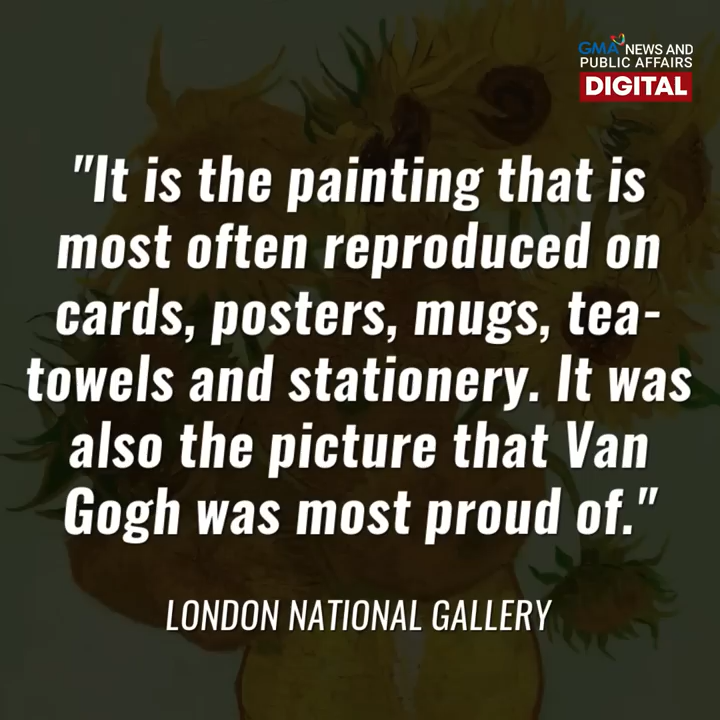 GMA NEWS AND
PUBLIC AFFAIRS
DIGITAL
"It is the painting that is
most often reproduced on
cards, posters, mugs, tea-
towels and stationery. It was
also the picture that Van
Gogh was most proud of."
LONDON NATIONAL GALLERY